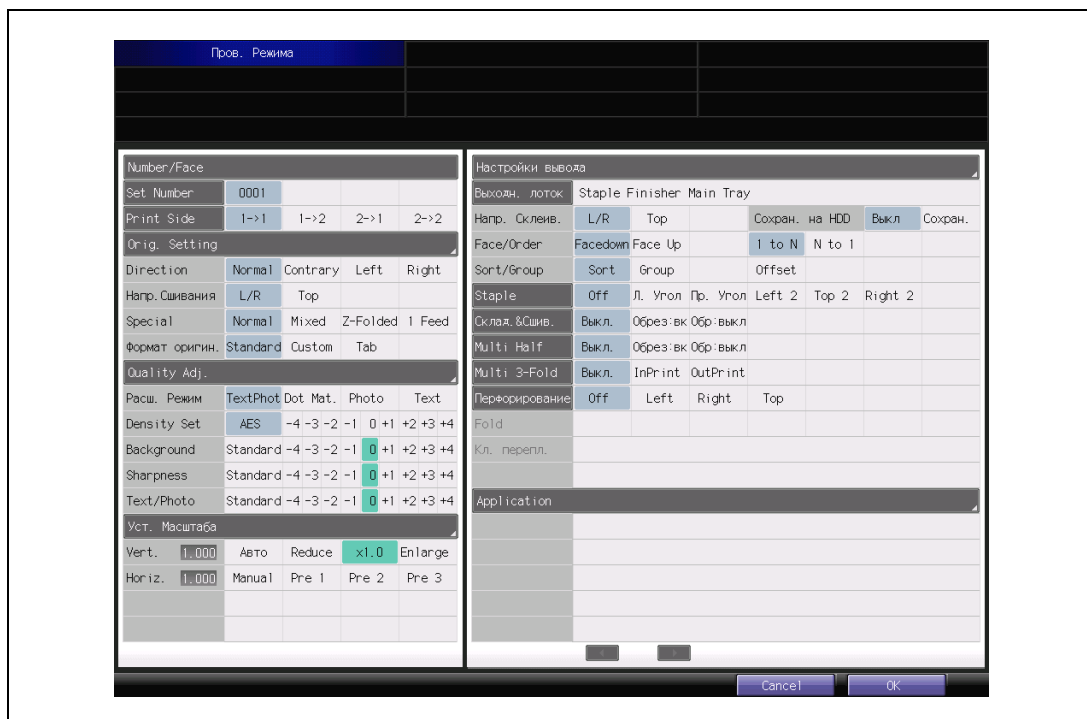 Пров. Режима
Number/Face
Set Number 0001
Print Side 1->1 1->2 2->1 2->2
Orig. Setting
Direction Normal Contrary Left Right
Напр.Сшивания L/R Top
Special Normal Mixed Z-Folded 1 Feed
Формат оригин. Standard Custom Tab
Quality Adj.
Расш. Режим TextPhot Dot Mat. Photo Text
Density Set AES -4 -3 -2 -1 0 +1 +2 +3 +4
Background Standard -4 -3 -2 -1 0 +1 +2 +3 +4
Sharpness Standard -4 -3 -2 -1 0 +1 +2 +3 +4
Text/Photo Standard -4 -3 -2 -1 0 +1 +2 +3 +4
Уст. Масштаба
Vert. 1.000 Авто Reduce x1.0 Enlarge
Horiz. 1.000 Manual Pre 1 Pre 2 Pre 3
Настройки вывода
Выходн. лоток Staple Finisher Main Tray
Напр. Склеив. L/R Top Сохран. на HDD Выкл Сохран.
Face/Order Facedown Face Up 1 to N N to 1
Sort/Group Sort Group Offset
Staple Off Л. Угол Пр. Угол Left 2 Top 2 Right 2
Склад.&Сшив. Выкл. Обрез:вк Обр:выкл
Multi Half Выкл. Обрез:вк Обр:выкл
Multi 3-Fold Выкл. InPrint OutPrint
Перфорирование Off Left Right Top
Fold
Кл. перепл.
Application
Cancel OK